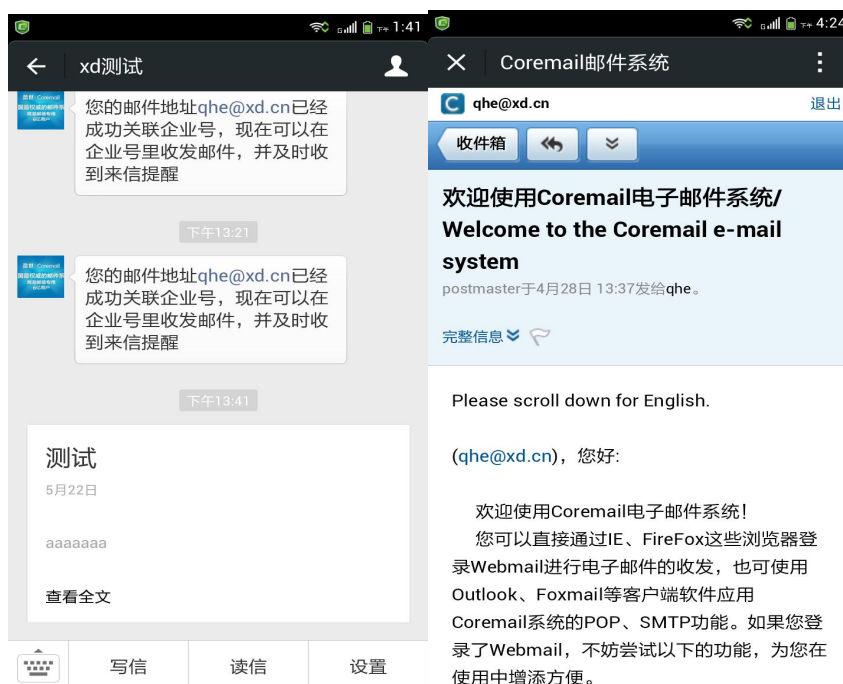 1:41
xd测试
您的邮件地址qhe@xd.cn已经
成功关联企业号，现在可以在
企业号里收发邮件，并及时收
到来信提醒
下午13:21
您的邮件地址qhe@xd.cn已经
成功关联企业号，现在可以在
企业号里收发邮件，并及时收
到来信提醒
下午13:41
测试
5月22日
aaaaaaa
查看全文
写信
读信
设置
4:24
Coremail邮件系统
qhe@xd.cn
退出
收件箱
欢迎使用Coremail电子邮件系统/
Welcome to the Coremail e-mail
system
postmaster于4月28日 13:37发给qhe。
完整信息
Please scroll down for English.
(qhe@xd.cn)，您好:
欢迎使用Coremail电子邮件系统！
您可以直接通过IE、FireFox这些浏览器登
录Webmail进行电子邮件的收发，也可使用
Outlook、Foxmail等客户端软件应用
Coremail系统的POP、SMTP功能。如果您登
录了Webmail，不妨尝试以下的功能，为您在
使用中增添方便。